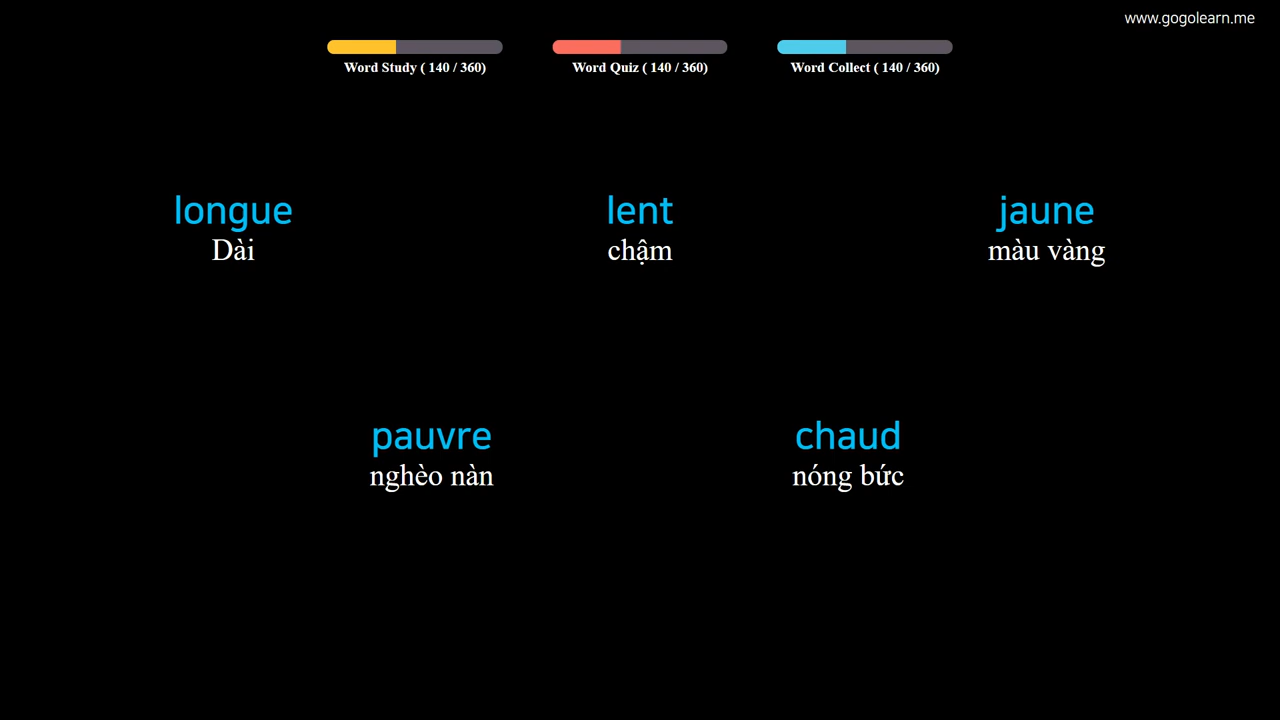 www.gogolearn.me
Word Study ( 140 / 360)
Word Quiz ( 140 / 360)
Word Collect ( 140 / 360)
longue
Dài
lent
chậm
jaune
màu vàng
pauvre
nghèo nàn
chaud
nóng bức